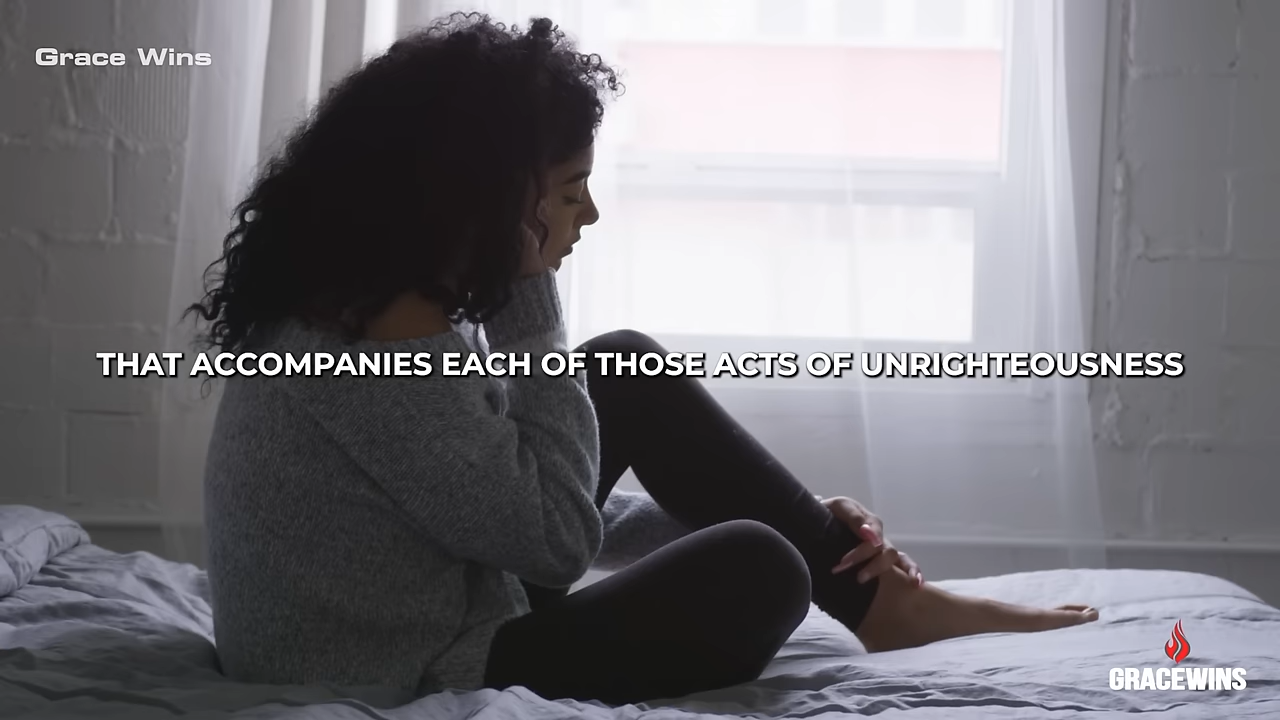 Grace Wins
THAT ACCOMPANIES EACH OF THOSE ACTS OF UNRIGHTEOUSNESS
GRACEWINS